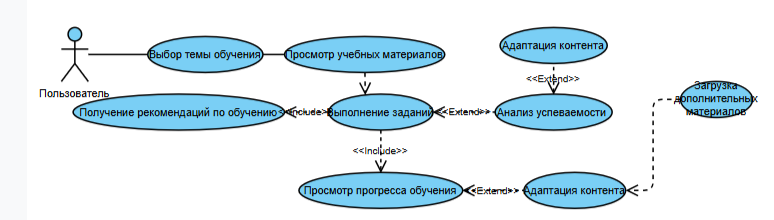 Адаптация контента
Выбор темы обучения
Просмотр учебных материалов
<<Extend>>
Загрузка
дополнительных
материалов
Пользователь
Получение рекомендаций по обучению
<<Include>>
Выполнение заданий
<<Extend>>
Анализ успеваемости
<<Include>>
Просмотр прогресса обучения
<<Extend>>
Адаптация контента